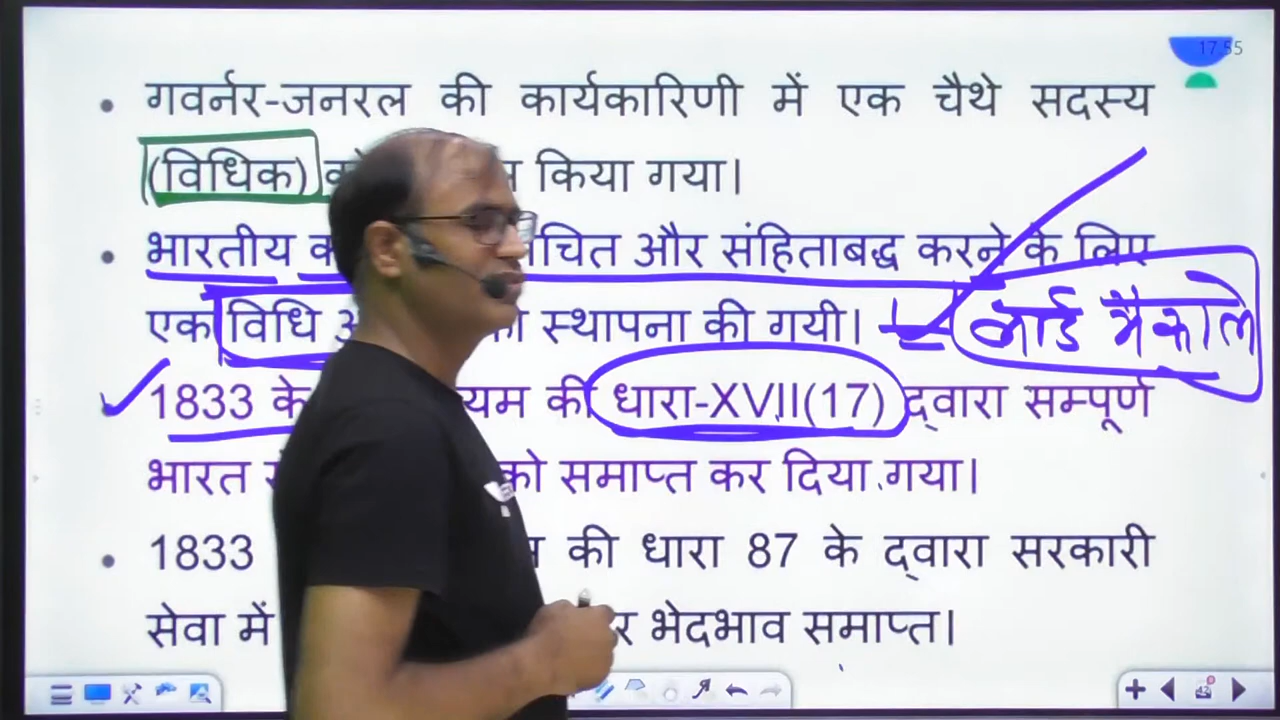 17:55
गवर्नर-जनरल की कार्यकारिणी में एक चैथे सदस्य
(विधिक) किया गया।
भारतीय और संहिताबद्ध करने के लिए
एक विधि स्थापना की गयी। लार्ड मैकाले
1833 के की धारा-XVII(17) द्वारा सम्पूर्ण
भारत को समाप्त कर दिया गया।
1833 की धारा 87 के द्वारा सरकारी
सेवा में भेदभाव समाप्त।